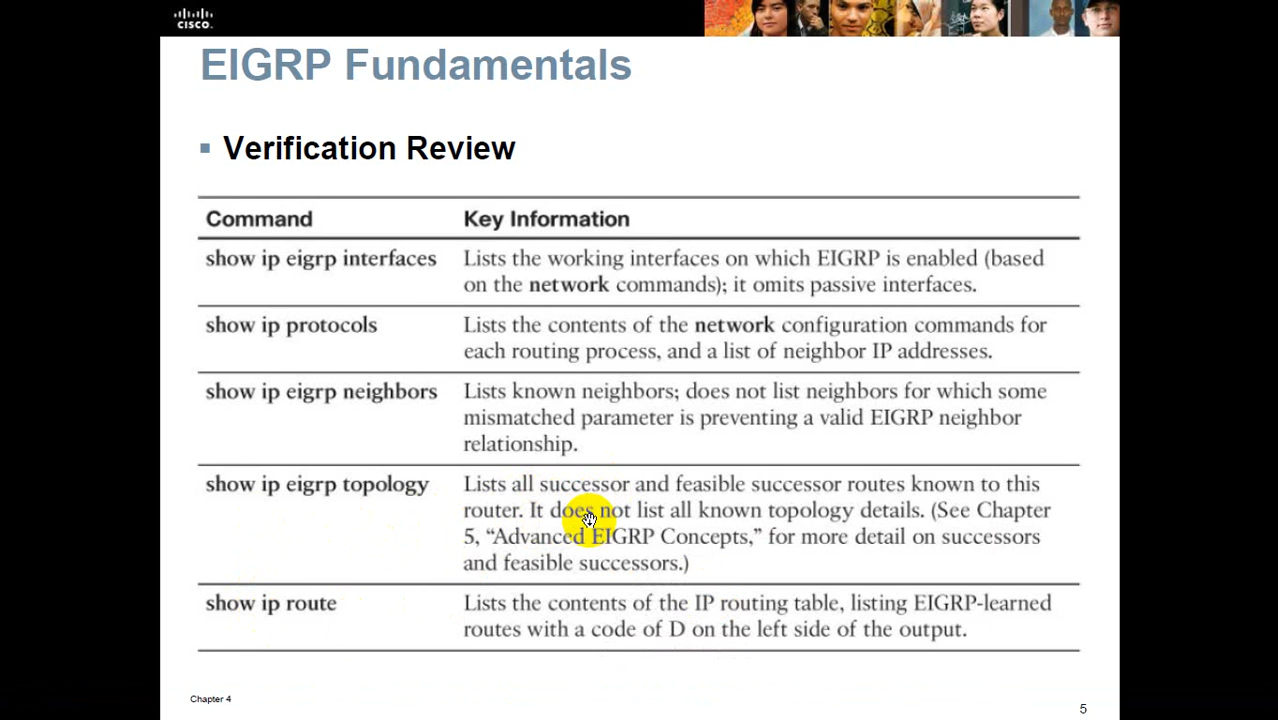 CISCO.
EIGRP Fundamentals
Verification Review
Command Key Information
show ip eigrp interfaces Lists the working interfaces on which EIGRP is enabled (based
on the network commands); it omits passive interfaces.
show ip protocols Lists the contents of the network configuration commands for
each routing process, and a list of neighbor IP addresses.
show ip eigrp neighbors Lists known neighbors; does not list neighbors for which some
mismatched parameter is preventing a valid EIGRP neighbor
relationship.
show ip eigrp topology Lists all successor and feasible successor routes known to this
router. It does not list all known topology details. (See Chapter
5, “Advanced EIGRP Concepts,” for more detail on successors
and feasible successors.)
show ip route Lists the contents of the IP routing table, listing EIGRP-learned
routes with a code of D on the left side of the output.
Chapter 4
5